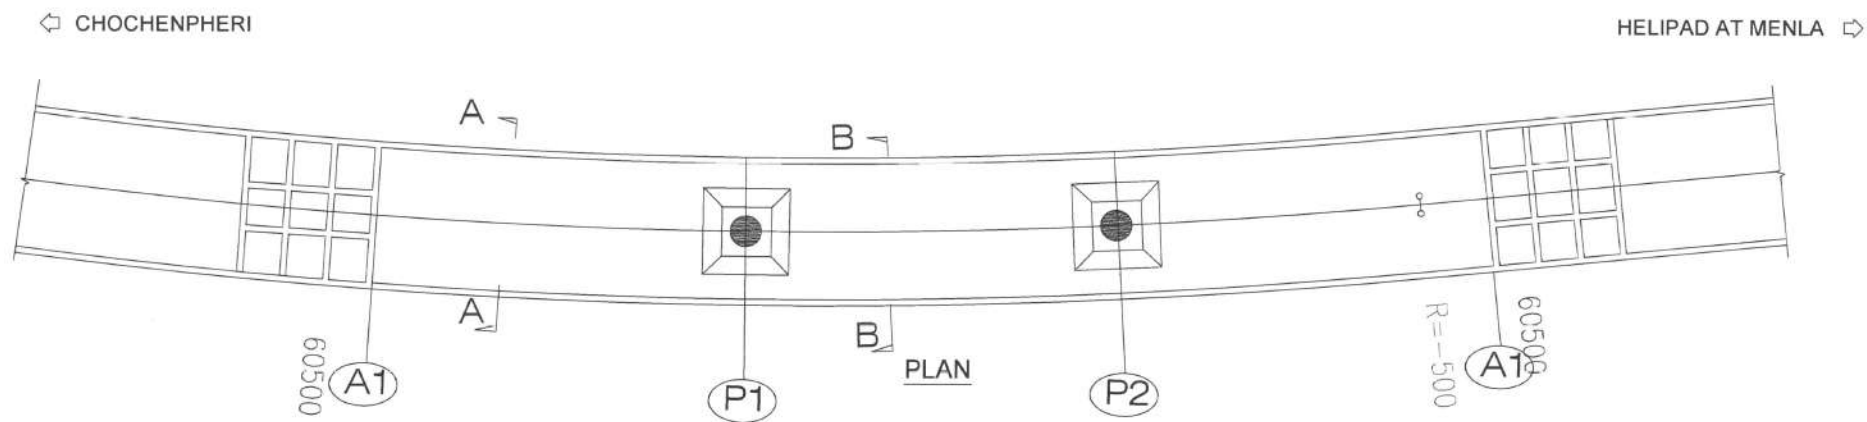 CHOCHENPHERI
HELIPAD AT MENLA
A
B
A
B
PLAN
60500
A1
P1
P2
R=-500
A1
60500